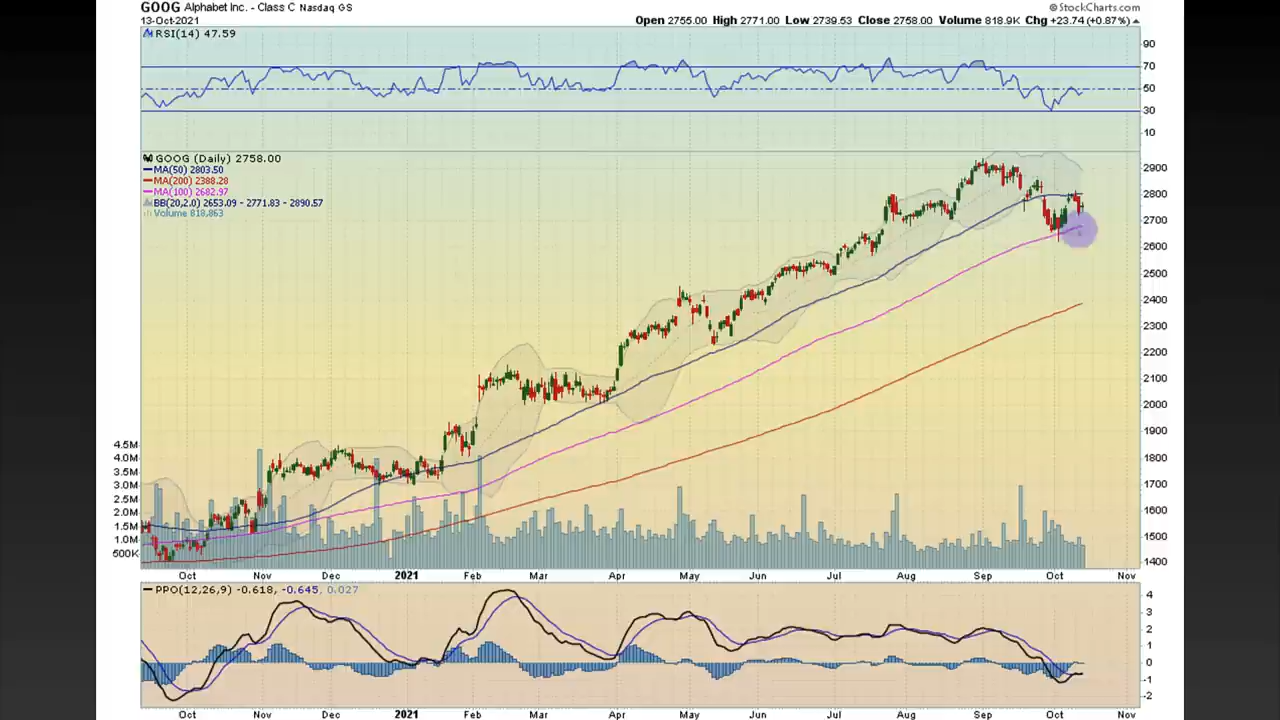 GOOG Alphabet Inc. - Class C Nasdaq GS
© StockCharts.com
13-Oct-2021
Open 2755.00 High 2771.00 Low 2739.53 Close 2758.00 Volume 818.9K Chg +23.74 (+0.87%)
RSI(14) 47.59
90
70
50
30
10
GOOG (Daily) 2758.00
MA(50) 2803.50
MA(200) 2388.28
MA(100) 2682.97
BB(20,2.0) 2653.09 - 2771.83 - 2890.57
Volume 818,863
2900
2800
2700
2600
2500
2400
2300
2200
2100
2000
1900
1800
1700
1600
1500
1400
4.5M
4.0M
3.5M
3.0M
2.5M
2.0M
1.5M
1.0M
500K
Oct Nov Dec 2021 Feb Mar Apr May Jun Jul Aug Sep Oct Nov
PPO(12,26,9) -0.618, -0.645, 0.027
4
3
2
1
0
-1
-2
Oct Nov Dec 2021 Feb Mar Apr May Jun Jul Aug Sep Oct Nov